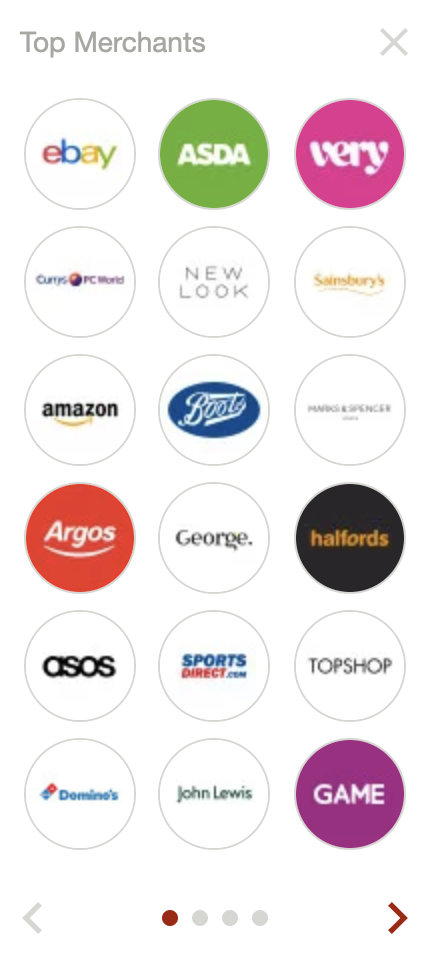 Top Merchants
ebay
ASDA
very
Currys PC World
NEW
LOOK
Sainsbury's
amazon
Boots
MARKS & SPENCER
Argos
George.
halfords
asos
SPORTS
DIRECT.COM
TOPSHOP
Domino's
John Lewis
GAME